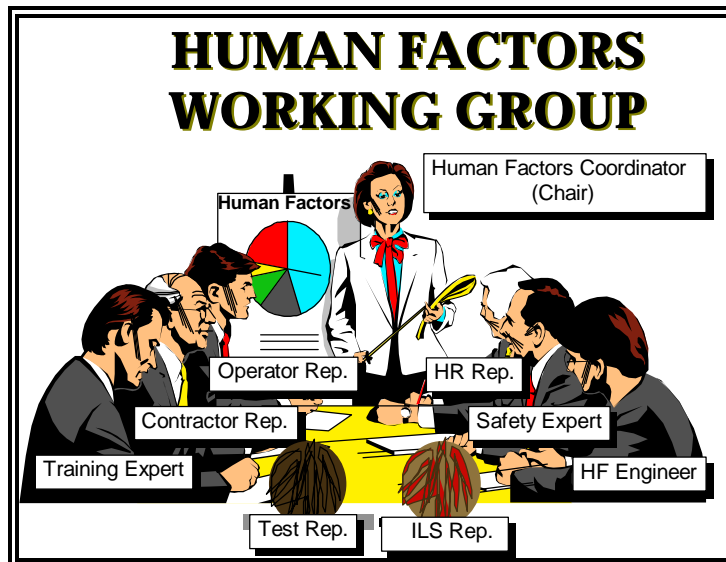 HUMAN FACTORS
WORKING GROUP
Human Factors Coordinator
(Chair)
Human Factors
Operator Rep.
HR Rep.
Contractor Rep.
Safety Expert
Training Expert
HF Engineer
Test Rep.
ILS Rep.